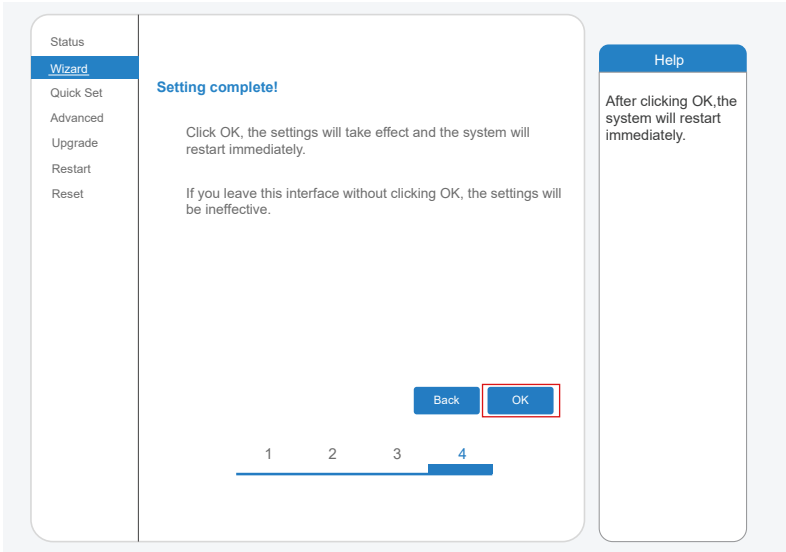 Status
Wizard
Quick Set
Advanced
Upgrade
Restart
Reset
Setting complete!
Click OK, the settings will take effect and the system will
restart immediately.
If you leave this interface without clicking OK, the settings will
be ineffective.
Back
OK
1 2 3 4
Help
After clicking OK,the
system will restart
immediately.